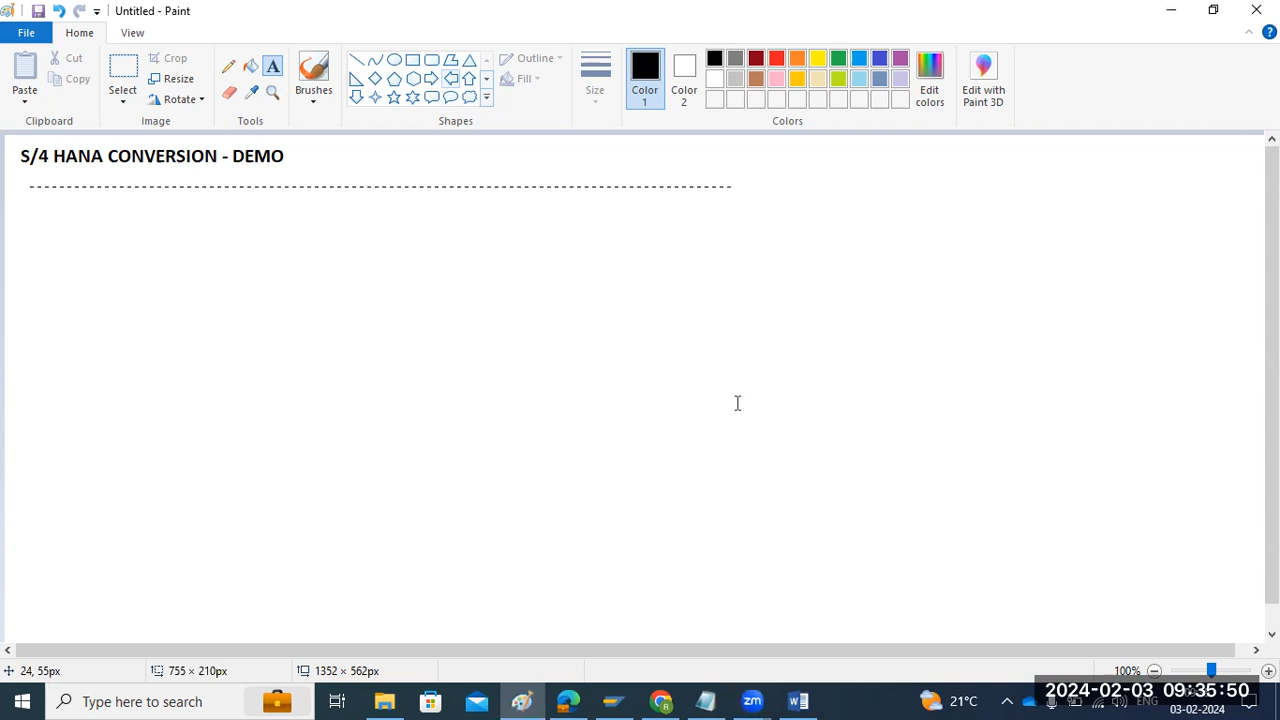 Untitled - Paint
File Home View
Paste Cut Copy Clipboard
Select Crop Resize Rotate Image
A Tools
Brushes
Outline Fill Shapes
Size
Color 1 Color 2 Edit colors Colors
Edit with Paint 3D
S/4 HANA CONVERSION - DEMO
------------------------------------------------------------------------------------------
24, 55px 755 × 210px 1352 × 562px 100%
Type here to search
21°C
2024-02-03 09:35:50
ENG
03-02-2024